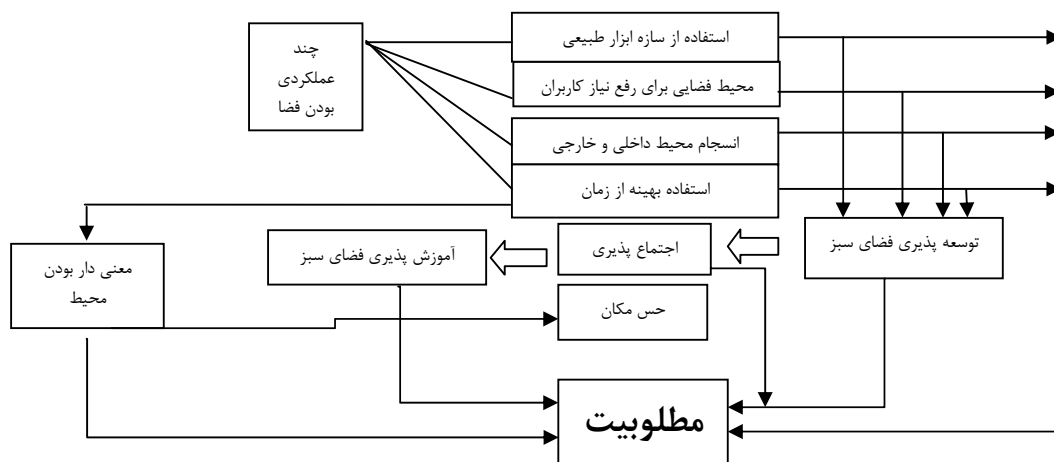 چند
عملکردی
بودن فضا
استفاده از سازه ابزار طبیعی
محیط فضایی برای رفع نیاز کاربران
انسجام محیط داخلی و خارجی
استفاده بهینه از زمان
توسعه پذیری فضای سبز
اجتماع پذیری
آموزش پذیری فضای سبز
معنی دار بودن
محیط
حس مکان
مطلوبیت